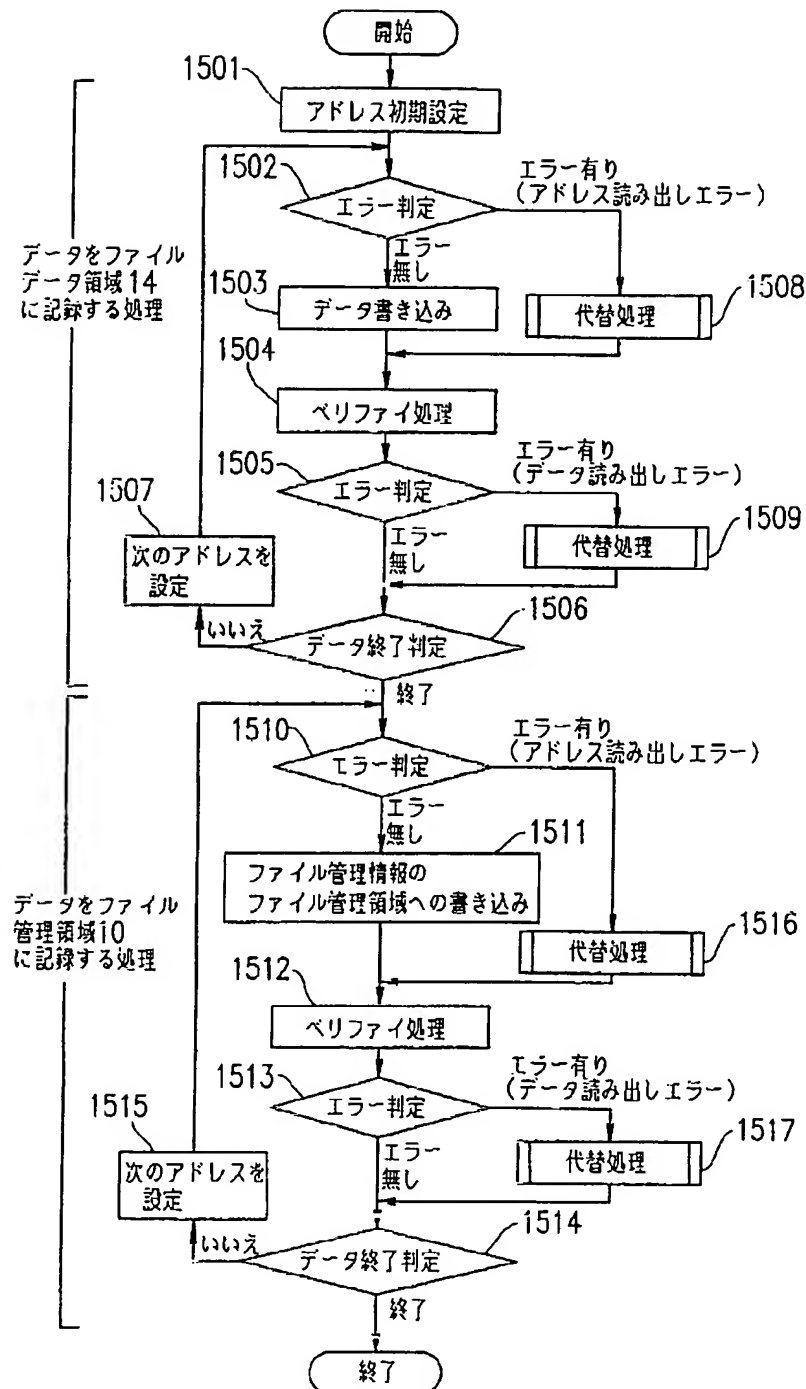 開始
1501
アドレス初期設定
1502
エラー有り
(アドレス読み出しエラー)
エラー判定
データをファイル
データ領域14
に記録する処理
エラー
無し
1503
データ書き込み
代替処理
1508
1504
ベリファイ処理
1505
エラー有り
(データ読み出しエラー)
エラー判定
1507
次のアドレスを
設定
エラー
無し
代替処理
1509
1506
いいえ
データ終了判定
終了
1510
エラー有り
(アドレス読み出しエラー)
エラー判定
エラー
無し
1511
ファイル管理情報の
ファイル管理領域への書き込み
データをファイル
管理領域10
に記録する処理
代替処理
1516
1512
ベリファイ処理
1513
エラー有り
(データ読み出しエラー)
エラー判定
1515
次のアドレスを
設定
エラー
無し
代替処理
1517
1514
いいえ
データ終了判定
終了
終了